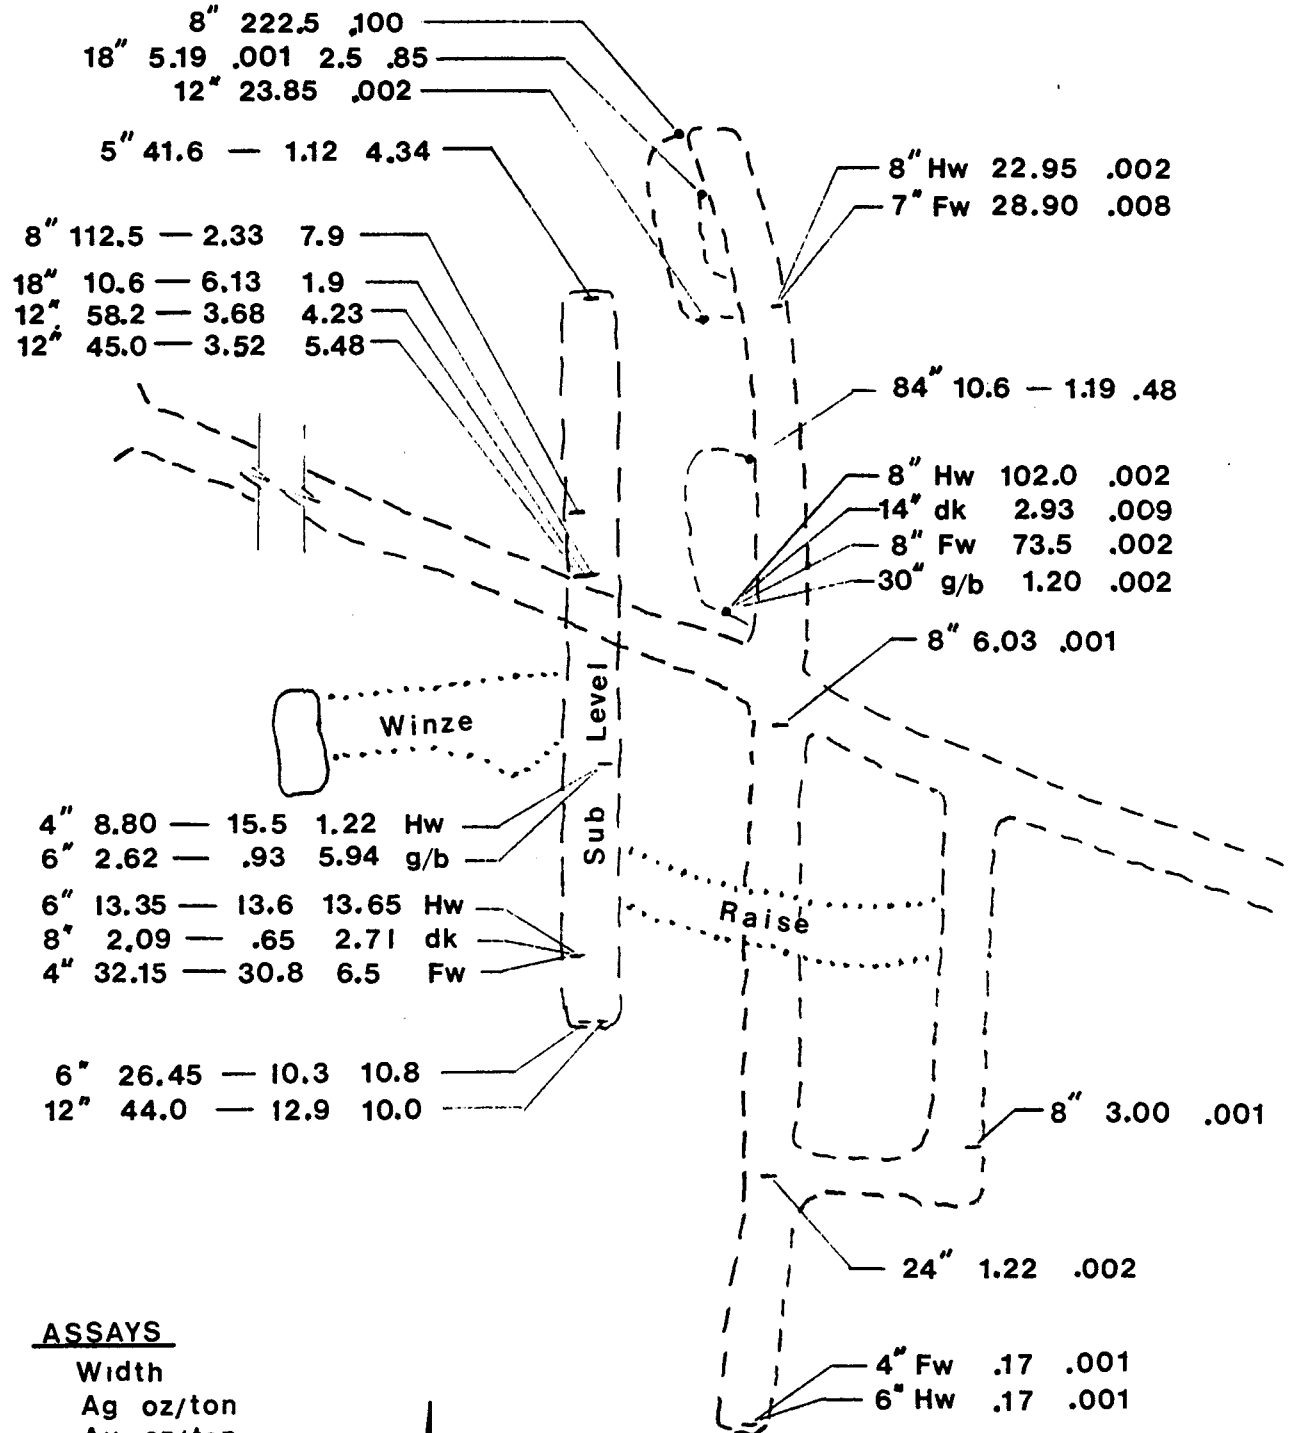 8" 222.5 .100
18" 5.19 .001 2.5 .85
12" 23.85 .002
5" 41.6 — 1.12 4.34
8" 112.5 — 2.33 7.9
18" 10.6 — 6.13 1.9
12" 58.2 — 3.68 4.23
12" 45.0 — 3.52 5.48
8" Hw 22.95 .002
7" Fw 28.90 .008
84" 10.6 — 1.19 .48
8" Hw 102.0 .002
14" dk 2.93 .009
8" Fw 73.5 .002
30" g/b 1.20 .002
8" 6.03 .001
Winze
Sub Level
Raise
4" 8.80 — 15.5 1.22 Hw
6" 2.62 — .93 5.94 g/b
6" 13.35 — 13.6 13.65 Hw
8" 2.09 — .65 2.71 dk
4" 32.15 — 30.8 6.5 Fw
6" 26.45 — 10.3 10.8
12" 44.0 — 12.9 10.0
8" 3.00 .001
24" 1.22 .002
4" Fw .17 .001
6" Hw .17 .001
ASSAYS
Width
Ag oz/ton